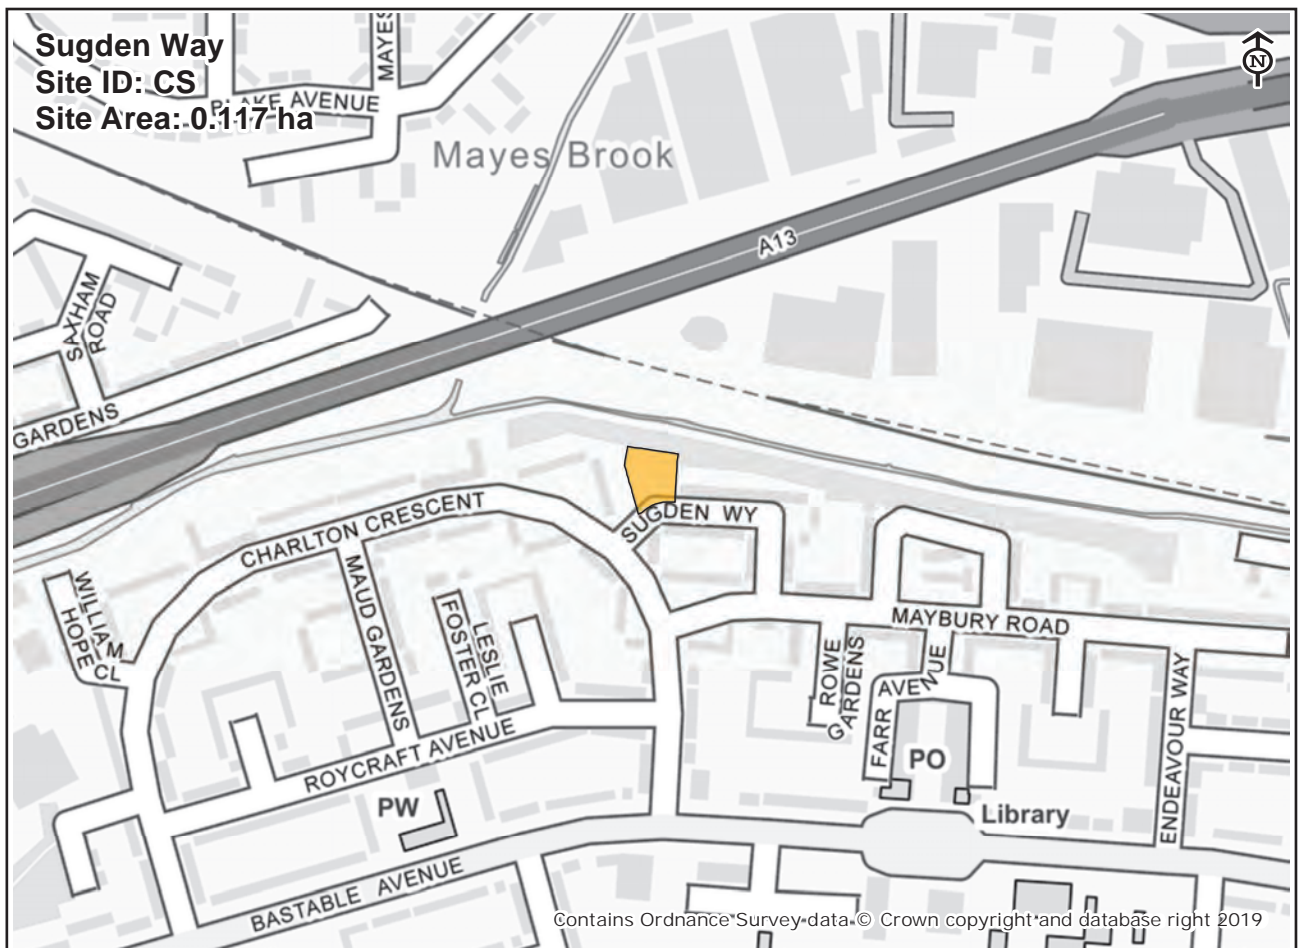 Sugden Way
Site ID: CS
Site Area: 0.117 ha
N
MAYES
BLAKE AVENUE
Mayes Brook
A13
SAXHAM
ROAD
GARDENS
CHARLTON CRESCENT
SUGDEN WY
WILLIAM
HOPE
CL
MAUD GARDENS
LESLIE
FOSTER CL
MAYBURY ROAD
ROWE
GARDENS
FARR AVENUE
ENDEAVOUR WAY
ROYCRAFT AVENUE
PO
PW
Library
BASTABLE AVENUE
Contains Ordnance Survey data © Crown copyright and database right 2019